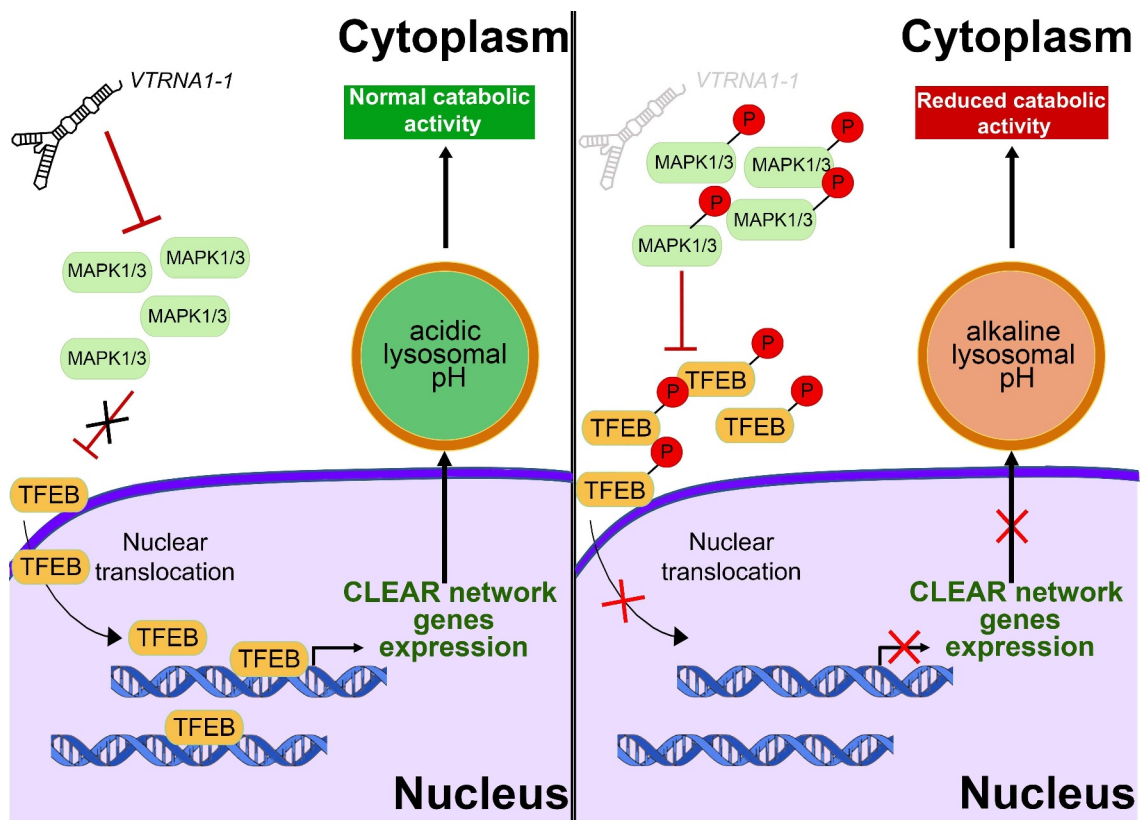 Cytoplasm
VTRNA1-1
Normal catabolic
activity
MAPK1/3
MAPK1/3
MAPK1/3
MAPK1/3
acidic
lysosomal
pH
TFEB
TFEB
Nuclear
translocation
TFEB
TFEB
TFEB
CLEAR network
genes
expression
Nucleus
Cytoplasm
VTRNA1-1
Reduced catabolic
activity
P
P
MAPK1/3
MAPK1/3
P
P
MAPK1/3
MAPK1/3
alkaline
lysosomal
pH
P
TFEB
P
P
TFEB
TFEB
P
TFEB
Nuclear
translocation
CLEAR network
genes
expression
Nucleus